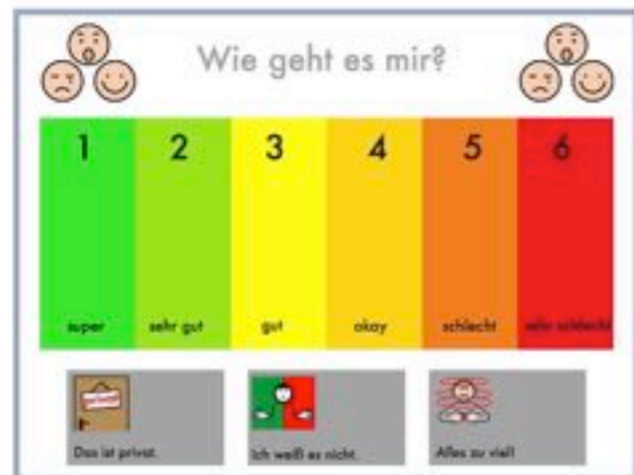 Wie geht es mir?
1 2 3 4 5 6
super sehr gut gut okay schlecht sehr schlecht
Das ist privat. Ich weiß es nicht. Alles zu viel!